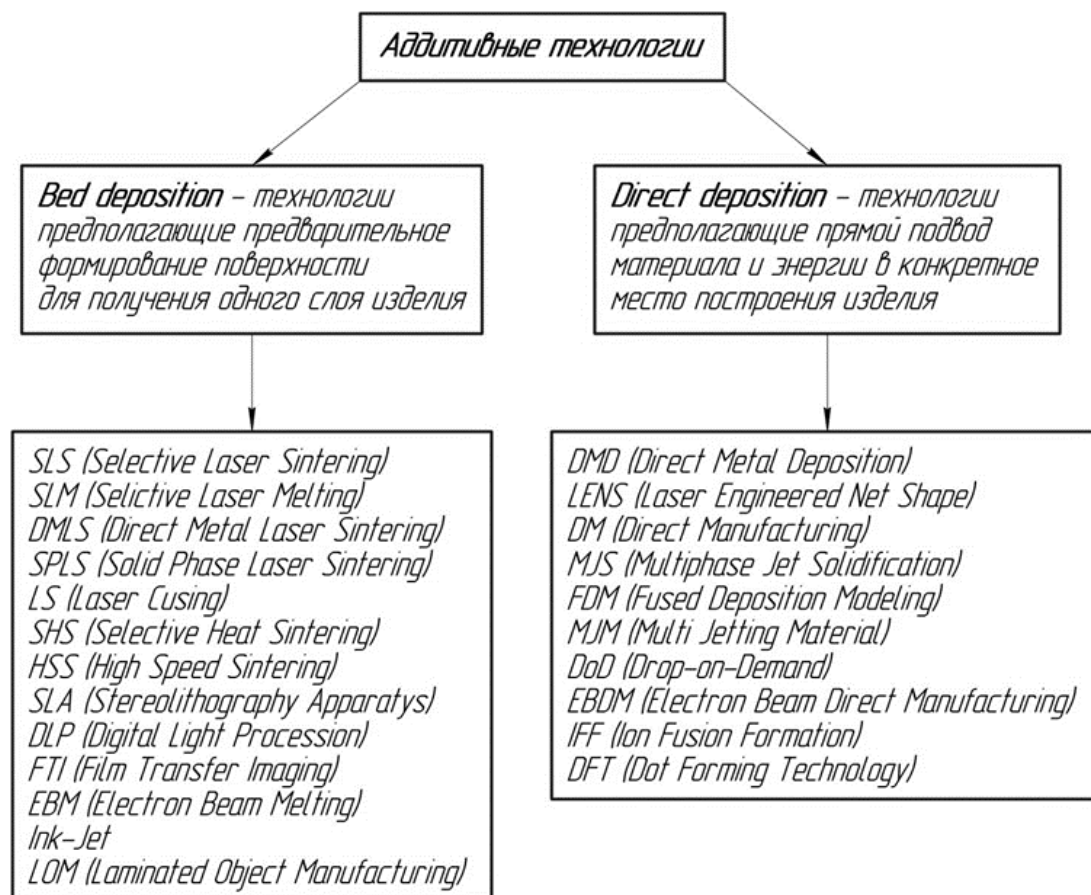 Аддитивные технологии
Bed deposition – технологии
предполагающие предварительное
формирование поверхности
для получения одного слоя изделия
Direct deposition – технологии
предполагающие прямой подвод
материала и энергии в конкретное
место построения изделия
SLS (Selective Laser Sintering)
SLM (Selictive Laser Melting)
DMLS (Direct Metal Laser Sintering)
SPLS (Solid Phase Laser Sintering)
LS (Laser Cusing)
SHS (Selective Heat Sintering)
HSS (High Speed Sintering)
SLA (Stereolithography Apparatys)
DLP (Digital Light Procession)
FTI (Film Transfer Imaging)
EBM (Electron Beam Melting)
Ink-Jet
LOM (Laminated Object Manufacturing)
DMD (Direct Metal Deposition)
LENS (Laser Engineered Net Shape)
DM (Direct Manufacturing)
MJS (Multiphase Jet Solidification)
FDM (Fused Deposition Modeling)
MJM (Multi Jetting Material)
DoD (Drop-on-Demand)
EBDM (Electron Beam Direct Manufacturing)
IFF (Ion Fusion Formation)
DFT (Dot Forming Technology)